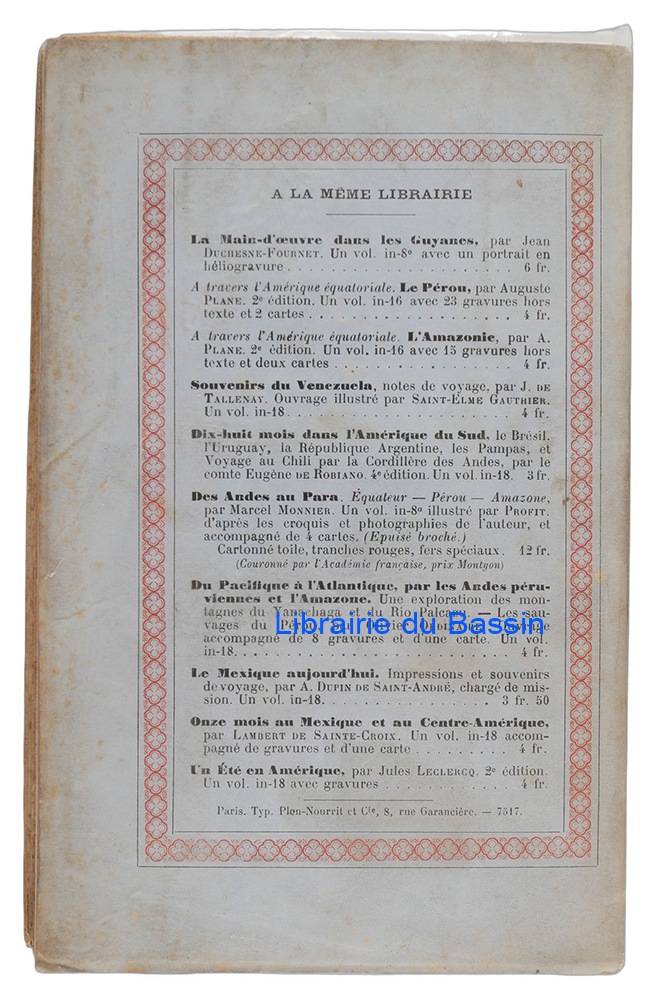 A LA MÊME LIBRAIRIE
La Main-d'œuvre dans les Guyanes, par Jean
DUCHESNE-FOURNET. Un vol. in-8º avec un portrait en
héliogravure . . . . . . . . . . . . . . . . . . . . 6 fr.
A travers l'Amérique équatoriale. Le Pérou, par Auguste
PLANE. 2e édition. Un vol. in-16 avec 23 gravures hors
texte et 2 cartes . . . . . . . . . . . . . . . . . . 4 fr.
A travers l'Amérique équatoriale. L'Amazonie, par A.
PLANE. 2e édition. Un vol. in-16 avec 15 gravures hors
texte et deux cartes . . . . . . . . . . . . . . . . 4 fr.
Souvenirs du Venezuela, notes de voyage, par J. DE
TALLENAY. Ouvrage illustré par SAINT-ELME GAUTHIER.
Un vol. in-18. . . . . . . . . . . . . . . . . . . . 4 fr.
Dix-huit mois dans l'Amérique du Sud, le Brésil,
l'Uruguay, la République Argentine, les Pampas, et
Voyage au Chili par la Cordillère des Andes, par le
comte Eugène DE ROBIANO. 4e édition. Un vol. in-18. 3 fr.
Des Andes au Para. Équateur — Pérou — Amazone,
par Marcel MONNIER. Un vol. in-8º illustré par PROFIT.
d'après les croquis et photographies de l'auteur, et
accompagné de 4 cartes. (Epuisé broché.)
Cartonné toile, tranches rouges, fers spéciaux. 12 fr.
(Couronné par l'Académie française, prix Montyon)
Du Pacifique à l'Atlantique, par les Andes péru-
viennes et l'Amazone. Une exploration des mon-
tagnes du Yanachaga et du Rio Palcazu. — Les sau-
vages du Pérou, par
Librairie du Bassin
accompagné de 8 gravures et d'une carte. Un vol.
in-18. . . . . . . . . . . . . . . . . . . . . . . . 4 fr.
Le Mexique aujourd'hui. Impressions et souvenirs
de voyage, par A. DUPIN DE SAINT-ANDRÉ, chargé de mis-
sion. Un vol. in-18. . . . . . . . . . . . . . . 3 fr. 50
Onze mois au Mexique et au Centre-Amérique,
par LAMBERT DE SAINTE-CROIX. Un vol. in-18 accom-
pagné de gravures et d'une carte . . . . . . . . . 4 fr.
Un Été en Amérique, par Jules LECLERCQ. 2e édition.
Un vol. in-18 avec gravures . . . . . . . . . . . . 4 fr.
Paris. Typ. Plon-Nourrit et Cie, 8, rue Garancière. — 7517.